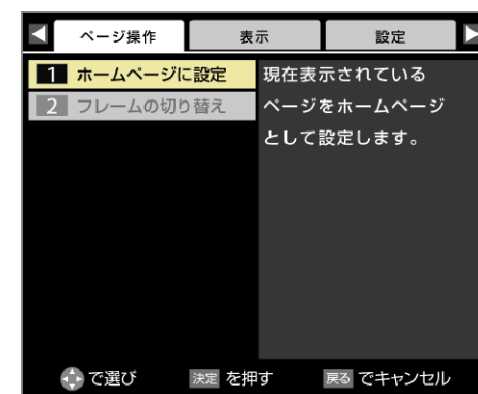 ページ操作 表示 設定
1 ホームページに設定
2 フレームの切り替え
現在表示されている
ページをホームページ
として設定します。
で選び 決定 を押す 戻る でキャンセル